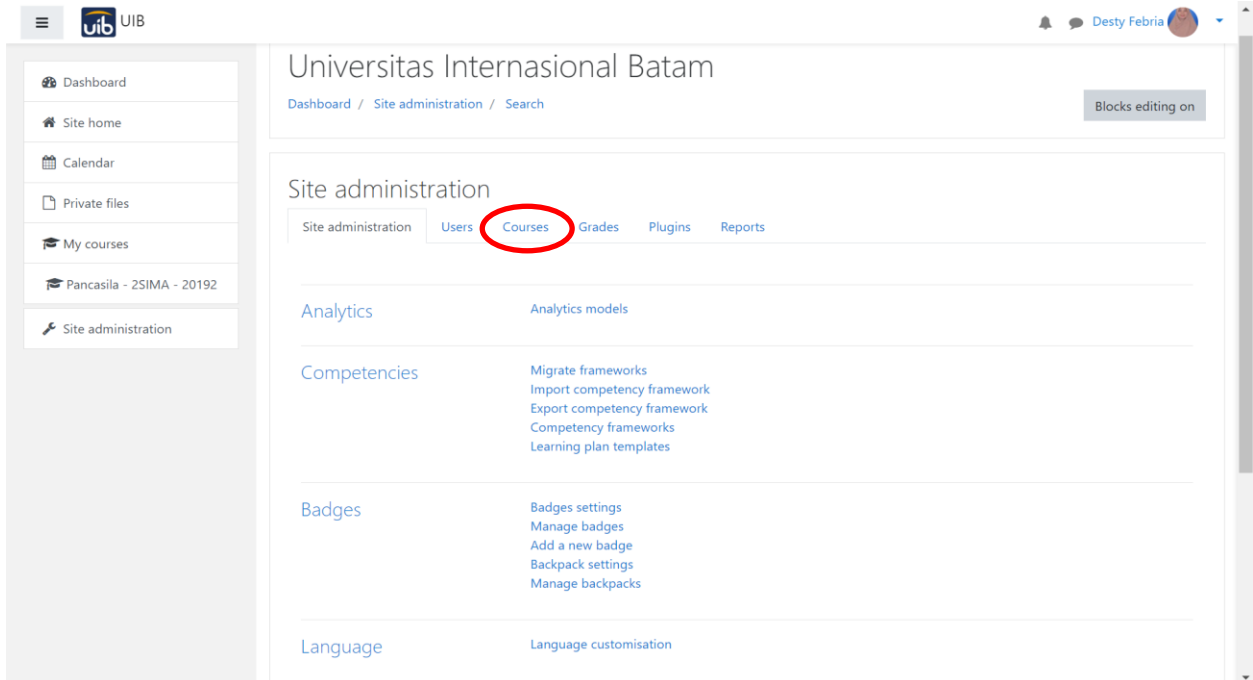 uib UIB
Desty Febria
Dashboard
Site home
Calendar
Private files
My courses
Pancasila - 2SIMA - 20192
Site administration
Universitas Internasional Batam
Dashboard / Site administration / Search
Blocks editing on
Site administration
Site administration Users Courses Grades Plugins Reports
Analytics
Analytics models
Competencies
Migrate frameworks
Import competency framework
Export competency framework
Competency frameworks
Learning plan templates
Badges
Badges settings
Manage badges
Add a new badge
Backpack settings
Manage backpacks
Language
Language customisation